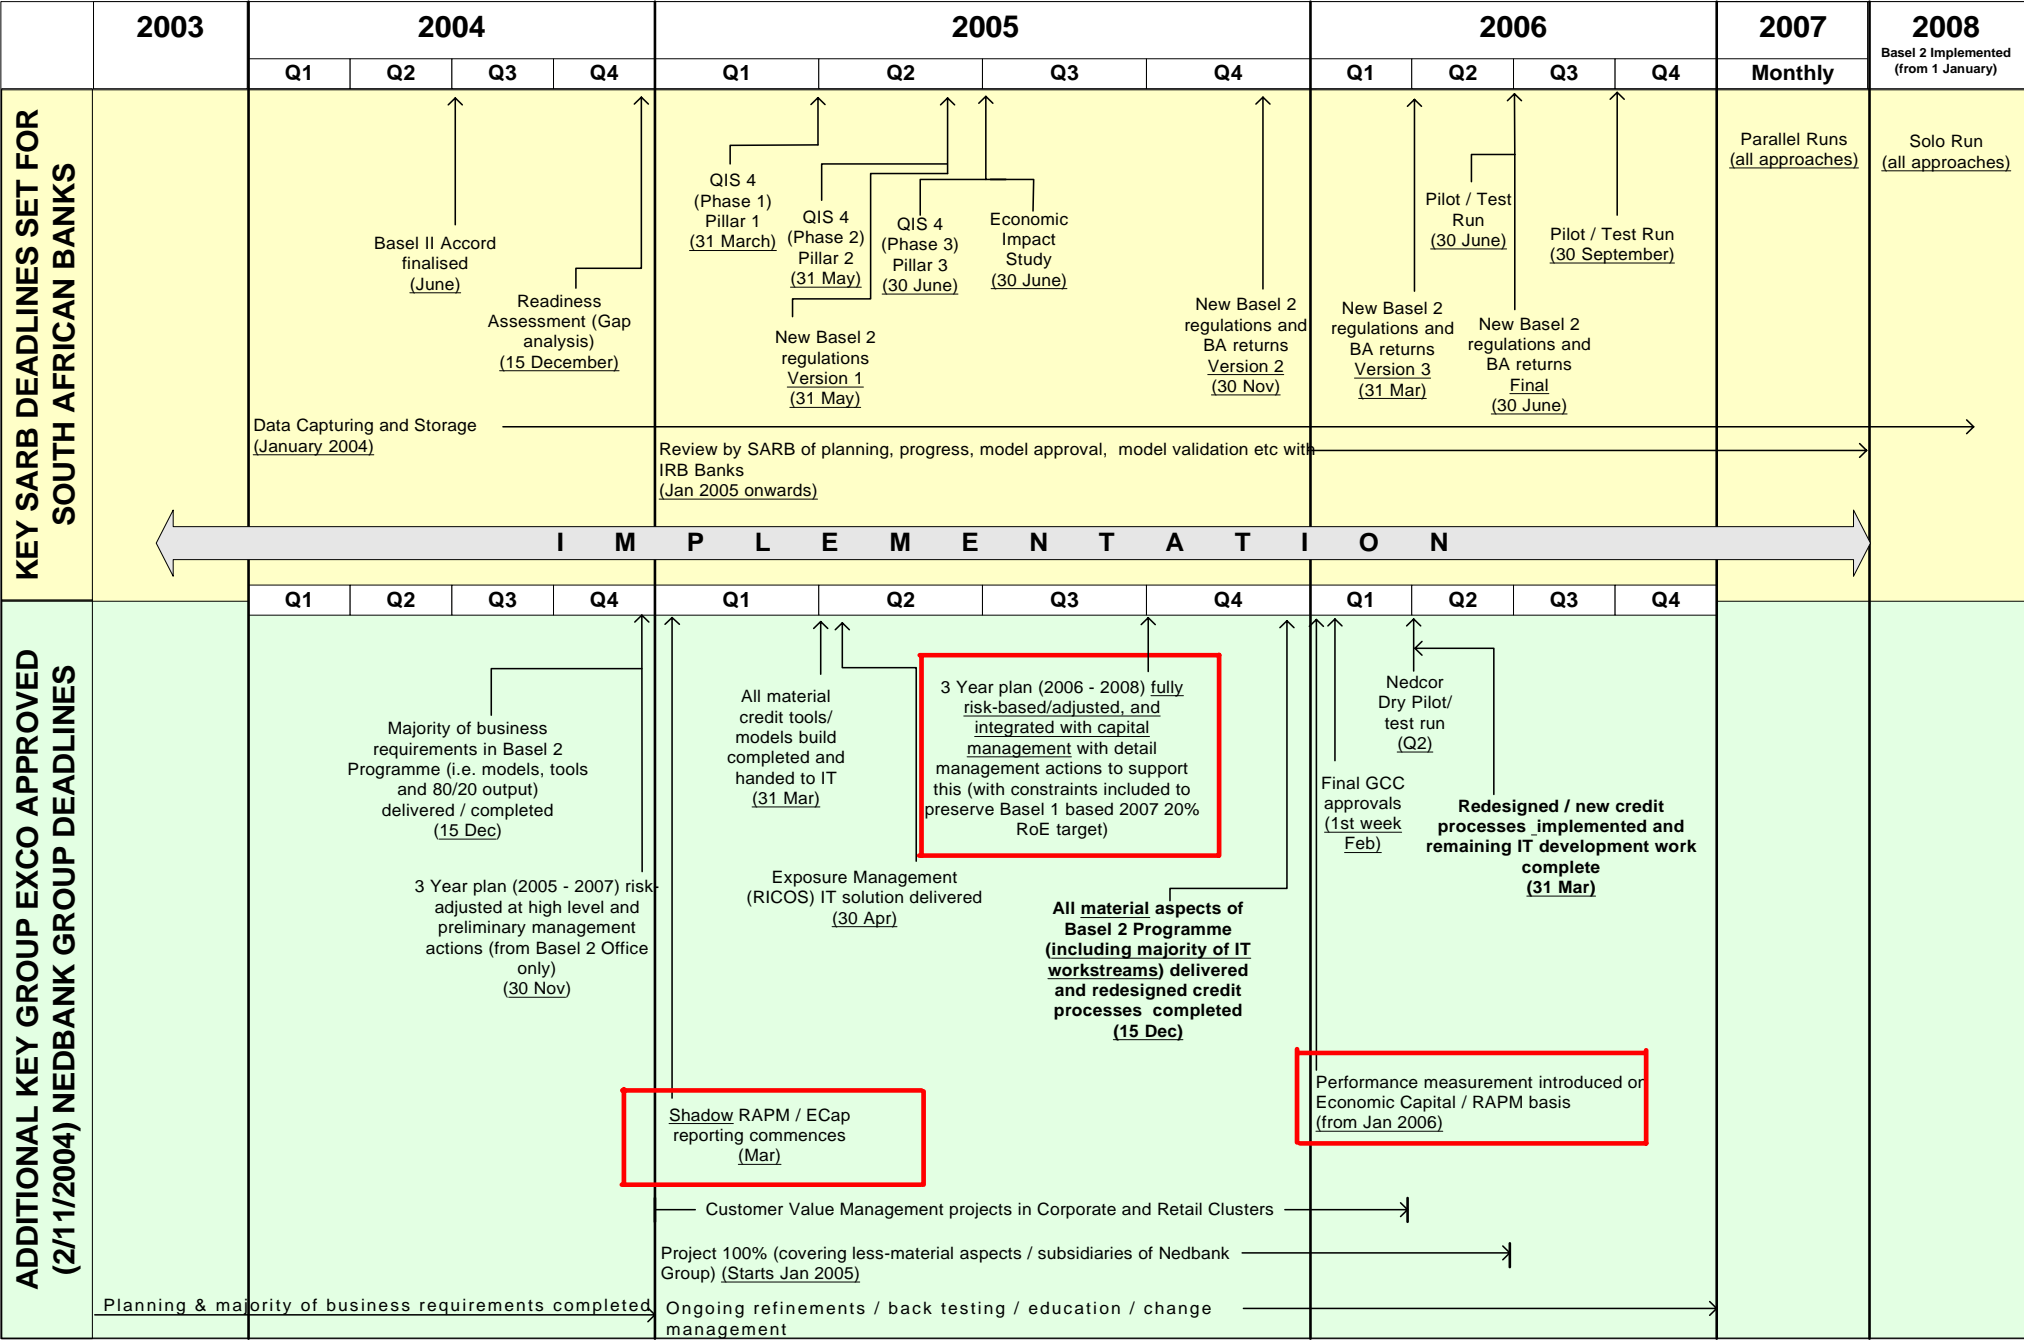 2003
2004
2005
2006
2007
2008
Basel 2 Implemented
(from 1 January)
Q1
Q2
Q3
Q4
Q1
Q2
Q3
Q4
Q1
Q2
Q3
Q4
Monthly
KEY SARB DEADLINES SET FOR
SOUTH AFRICAN BANKS
Basel II Accord
finalised
(June)
Readiness
Assessment (Gap
analysis)
(15 December)
QIS 4
(Phase 1)
Pillar 1
(31 March)
QIS 4
(Phase 2)
Pillar 2
(31 May)
New Basel 2
regulations
Version 1
(31 May)
QIS 4
(Phase 3)
Pillar 3
(30 June)
Economic
Impact
Study
(30 June)
New Basel 2
regulations and
BA returns
Version 2
(30 Nov)
New Basel 2
regulations and
BA returns
Version 3
(31 Mar)
Pilot / Test
Run
(30 June)
New Basel 2
regulations and
BA returns
Final
(30 June)
Pilot / Test Run
(30 September)
Parallel Runs
(all approaches)
Solo Run
(all approaches)
Data Capturing and Storage
(January 2004)
Review by SARB of planning, progress, model approval, model validation etc with
IRB Banks
(Jan 2005 onwards)
I M P L E M E N T A T I O N
Q1
Q2
Q3
Q4
Q1
Q2
Q3
Q4
Q1
Q2
Q3
Q4
ADDITIONAL KEY GROUP EXCO APPROVED
(2/11/2004) NEDBANK GROUP DEADLINES
Majority of business
requirements in Basel 2
Programme (i.e. models, tools
and 80/20 output)
delivered / completed
(15 Dec)
3 Year plan (2005 - 2007) risk-
adjusted at high level and
preliminary management
actions (from Basel 2 Office
only)
(30 Nov)
All material
credit tools/
models build
completed and
handed to IT
(31 Mar)
Exposure Management
(RICOS) IT solution delivered
(30 Apr)
3 Year plan (2006 - 2008) fully
risk-based/adjusted, and
integrated with capital
management with detail
management actions to support
this (with constraints included to
preserve Basel 1 based 2007 20%
RoE target)
All material aspects of
Basel 2 Programme
(including majority of IT
workstreams) delivered
and redesigned credit
processes completed
(15 Dec)
Nedcor
Dry Pilot/
test run
(Q2)
Final GCC
approvals
(1st week
Feb)
Redesigned / new credit
processes implemented and
remaining IT development work
complete
(31 Mar)
Shadow RAPM / ECap
reporting commences
(Mar)
Performance measurement introduced on
Economic Capital / RAPM basis
(from Jan 2006)
Customer Value Management projects in Corporate and Retail Clusters
Project 100% (covering less-material aspects / subsidiaries of Nedbank
Group) (Starts Jan 2005)
Planning & majority of business requirements completed
Ongoing refinements / back testing / education / change
management